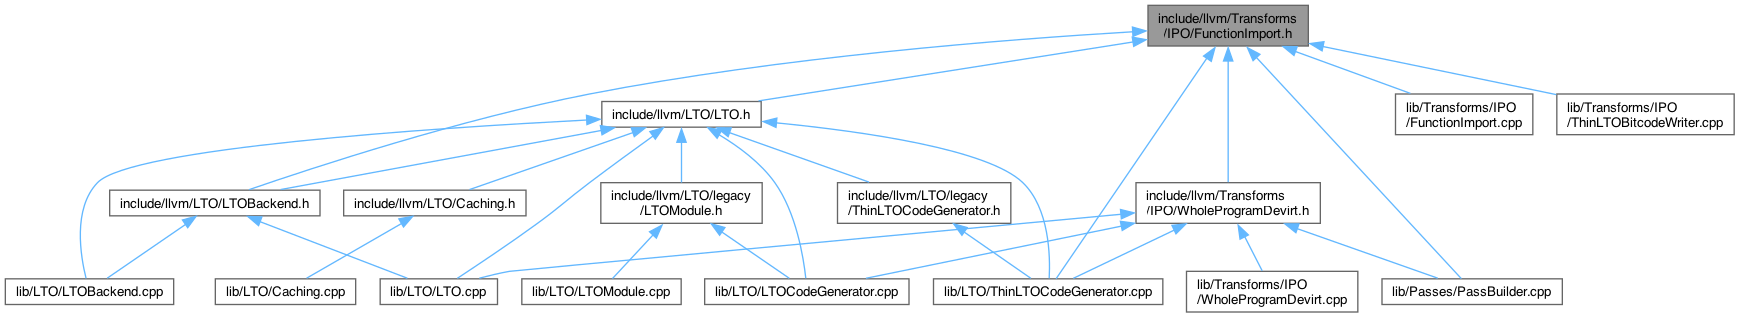 include/llvm/Transforms
/IPO/FunctionImport.h
include/llvm/LTO/LTO.h
lib/Transforms/IPO
/FunctionImport.cpp
lib/Transforms/IPO
/ThinLTOBitcodeWriter.cpp
include/llvm/LTO/LTOBackend.h
include/llvm/LTO/Caching.h
include/llvm/LTO/legacy
/LTOModule.h
include/llvm/LTO/legacy
/ThinLTOCodeGenerator.h
include/llvm/Transforms
/IPO/WholeProgramDevirt.h
lib/LTO/LTOBackend.cpp
lib/LTO/Caching.cpp
lib/LTO/LTO.cpp
lib/LTO/LTOModule.cpp
lib/LTO/LTOCodeGenerator.cpp
lib/LTO/ThinLTOCodeGenerator.cpp
lib/Transforms/IPO
/WholeProgramDevirt.cpp
lib/Passes/PassBuilder.cpp